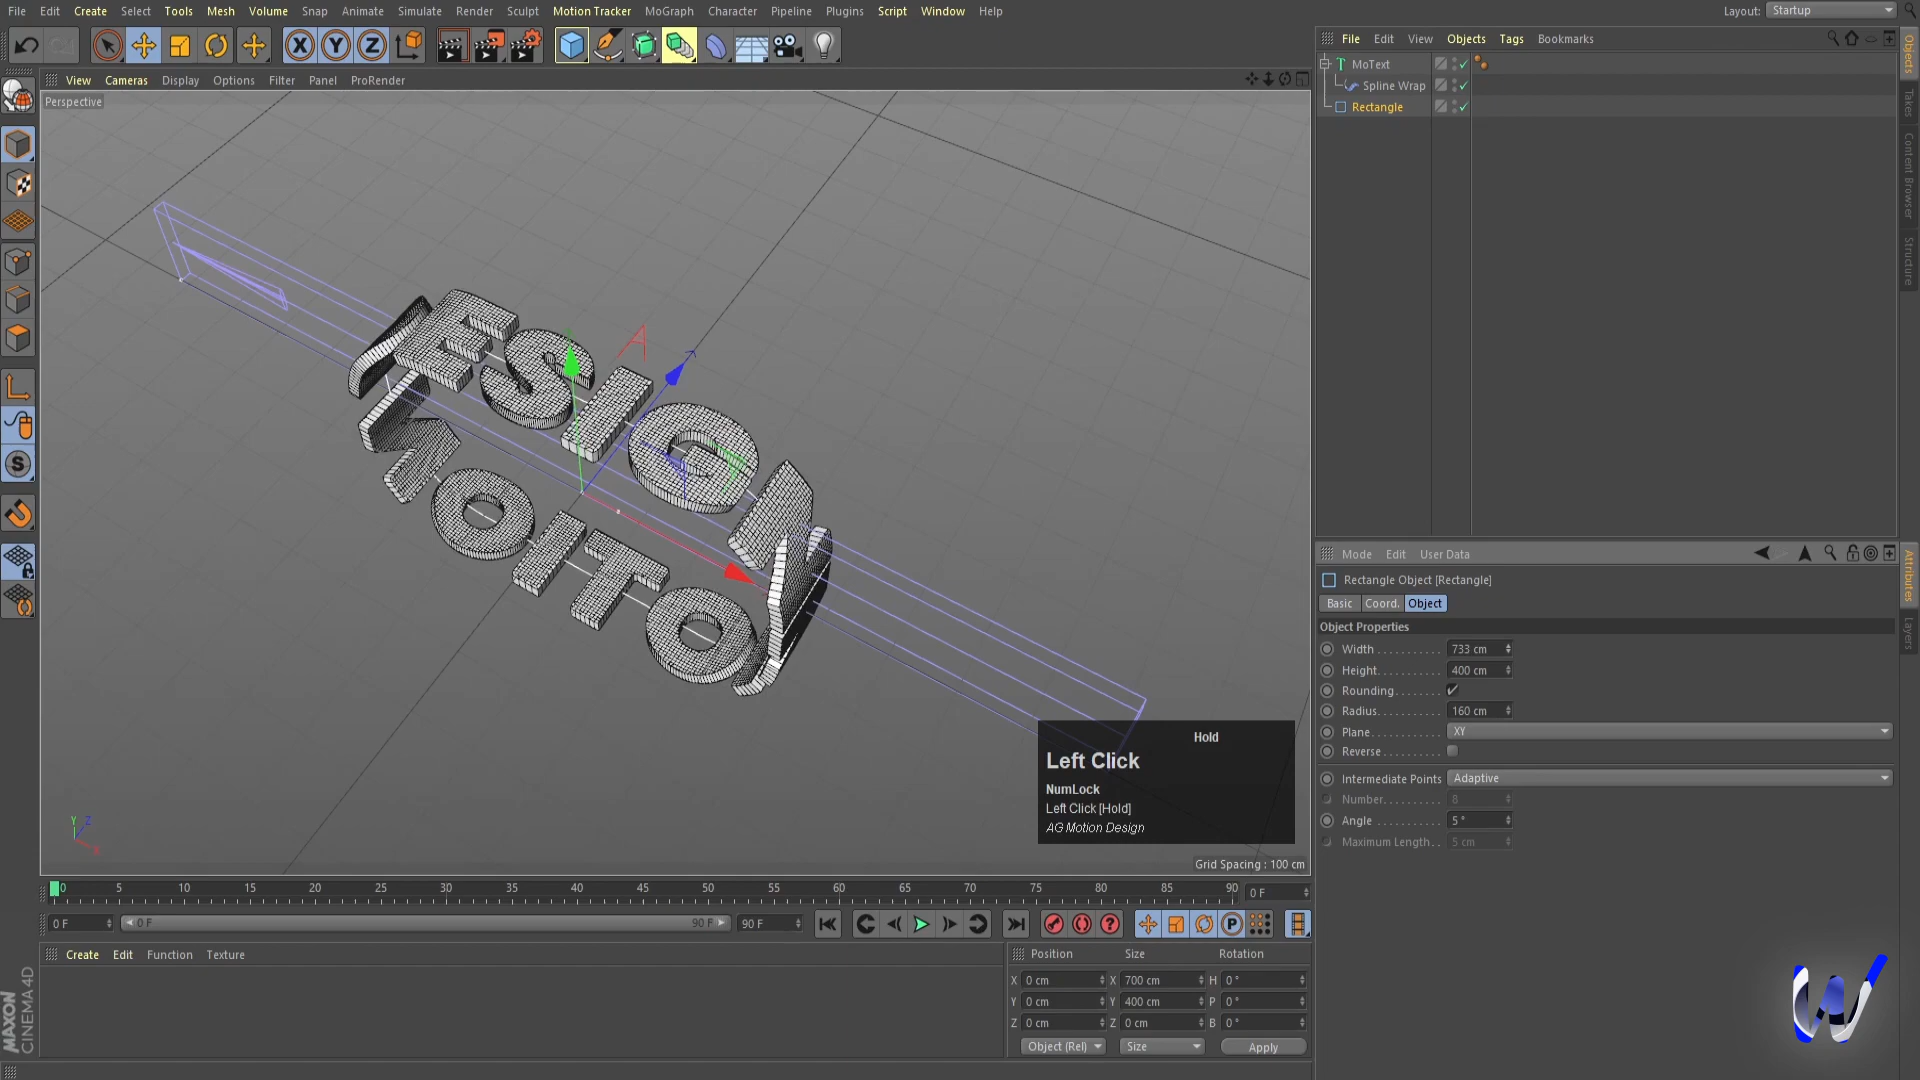 File Edit Create Select Tools Mesh Volume Snap Animate Simulate Render Sculpt Motion Tracker MoGraph Character Pipeline Plugins Script Window Help
Layout: Startup
File Edit View Objects Tags Bookmarks
View Cameras Display Options Filter Panel ProRender
Perspective
MoText
Spline Wrap
Rectangle
Objects
Takes
Content Browser
Structure
Mode Edit User Data
Rectangle Object [Rectangle]
Basic Coord. Object
Object Properties
Width 733 cm
Height 400 cm
Rounding
Radius 160 cm
Plane XY
Reverse
Intermediate Points Adaptive
Number 8
Angle 5 °
Maximum Length 5 cm
Attributes
Layers
Hold
Left Click
NumLock
Left Click [Hold]
AG Motion Design
Grid Spacing : 100 cm
Y Z X
0 5 10 15 20 25 30 35 40 45 50 55 60 65 70 75 80 85 90 0 F
0 F 0 F 90 F 90 F
Create Edit Function Texture
Position Size Rotation
X 0 cm X 700 cm H 0 °
Y 0 cm Y 400 cm P 0 °
Z 0 cm Z 0 cm B 0 °
Object (Rel) Size Apply
MAXON
CINEMA 4D
W